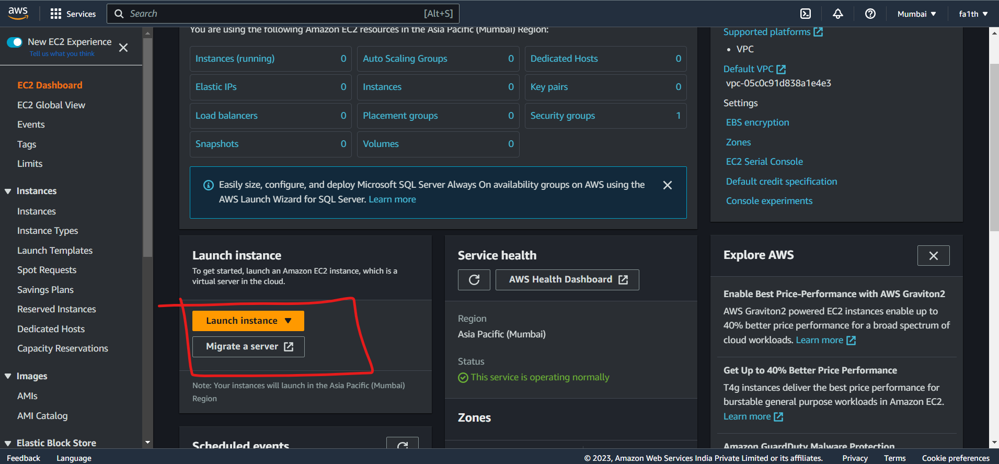 aws
Services
Search
[Alt+S]
Mumbai
fa1th
New EC2 Experience
Tell us what you think
EC2 Dashboard
EC2 Global View
Events
Tags
Limits
Instances
Instances
Instance Types
Launch Templates
Spot Requests
Savings Plans
Reserved Instances
Dedicated Hosts
Capacity Reservations
Images
AMIs
AMI Catalog
Elastic Block Store
You are using the following Amazon EC2 resources in the Asia Pacific (Mumbai) Region:
Instances (running) 0
Auto Scaling Groups 0
Dedicated Hosts 0
Elastic IPs 0
Instances 0
Key pairs 0
Load balancers 0
Placement groups 0
Security groups 1
Snapshots 0
Volumes 0
Easily size, configure, and deploy Microsoft SQL Server Always On availability groups on AWS using the
AWS Launch Wizard for SQL Server. Learn more
Launch instance
To get started, launch an Amazon EC2 instance, which is a
virtual server in the cloud.
Launch instance
Migrate a server
Note: Your instances will launch in the Asia Pacific (Mumbai)
Region
Scheduled events
Service health
AWS Health Dashboard
Region
Asia Pacific (Mumbai)
Status
This service is operating normally
Zones
Supported platforms
• VPC
Default VPC
vpc-05c0c91d838a1e4e3
Settings
EBS encryption
Zones
EC2 Serial Console
Default credit specification
Console experiments
Explore AWS
Enable Best Price-Performance with AWS Graviton2
AWS Graviton2 powered EC2 instances enable up to
40% better price performance for a broad spectrum of
cloud workloads. Learn more
Get Up to 40% Better Price Performance
T4g instances deliver the best price performance for
burstable general purpose workloads in Amazon EC2.
Learn more
Amazon GuardDuty Malware Protection
Feedback
Language
© 2023, Amazon Web Services India Private Limited or its affiliates.
Privacy
Terms
Cookie preferences